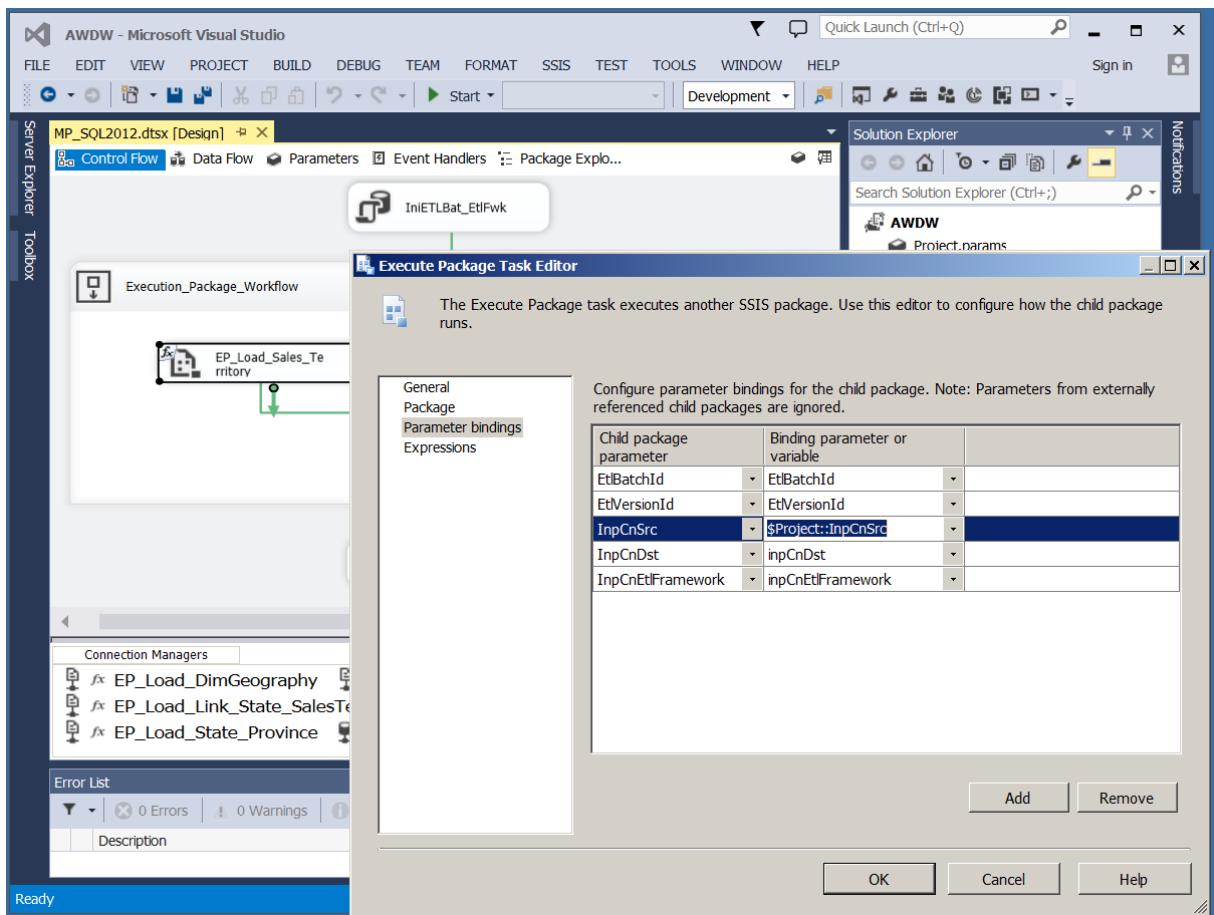 AWDW - Microsoft Visual Studio
Quick Launch (Ctrl+Q)
FILE EDIT VIEW PROJECT BUILD DEBUG TEAM FORMAT SSIS TEST TOOLS WINDOW HELP
Sign in
Start
Development
Server Explorer
Toolbox
MP_SQL2012.dtsx [Design]
Control Flow Data Flow Parameters Event Handlers Package Explo...
IniETLBat_EtlFwk
Execution_Package_Workflow
EP_Load_Sales_Te
rritory
Connection Managers
fx EP_Load_DimGeography
fx EP_Load_Link_State_SalesTe
fx EP_Load_State_Province
Error List
0 Errors 0 Warnings
Description
Ready
Solution Explorer
Search Solution Explorer (Ctrl+;)
AWDW
Project.params
Notifications
Execute Package Task Editor
The Execute Package task executes another SSIS package. Use this editor to configure how the child package
runs.
General
Package
Parameter bindings
Expressions
Configure parameter bindings for the child package. Note: Parameters from externally
referenced child packages are ignored.
Child package
parameter
Binding parameter or
variable
EtlBatchId EtlBatchId
EtlVersionId EtlVersionId
InpCnSrc $Project::InpCnSrc
InpCnDst inpCnDst
InpCnEtlFramework inpCnEtlFramework
Add Remove
OK Cancel Help